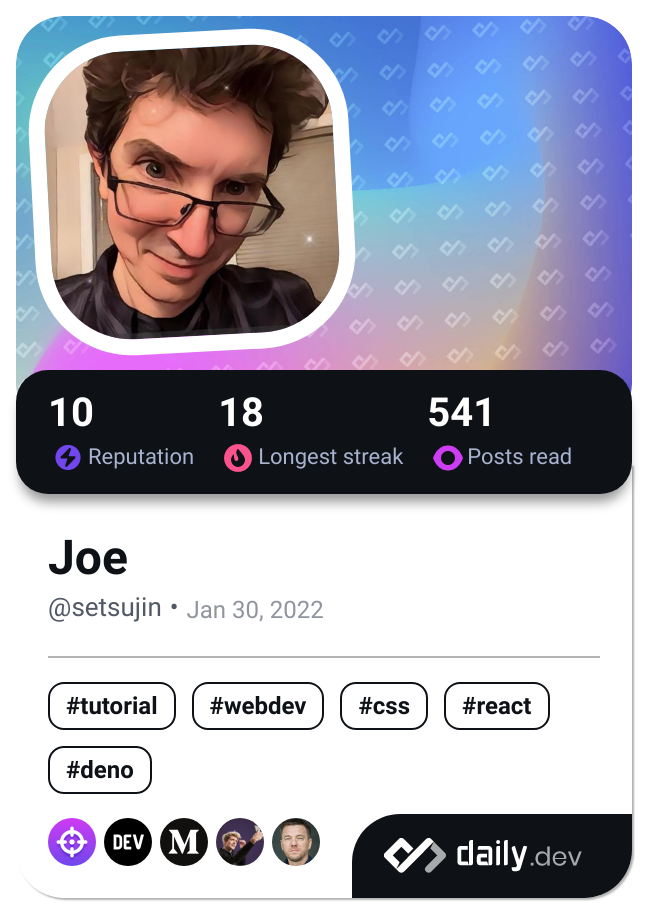 10 18 541
Reputation Longest streak Posts read
Joe
@setsujin • Jan 30, 2022
#tutorial #webdev #css #react
#deno
DEV M daily.dev